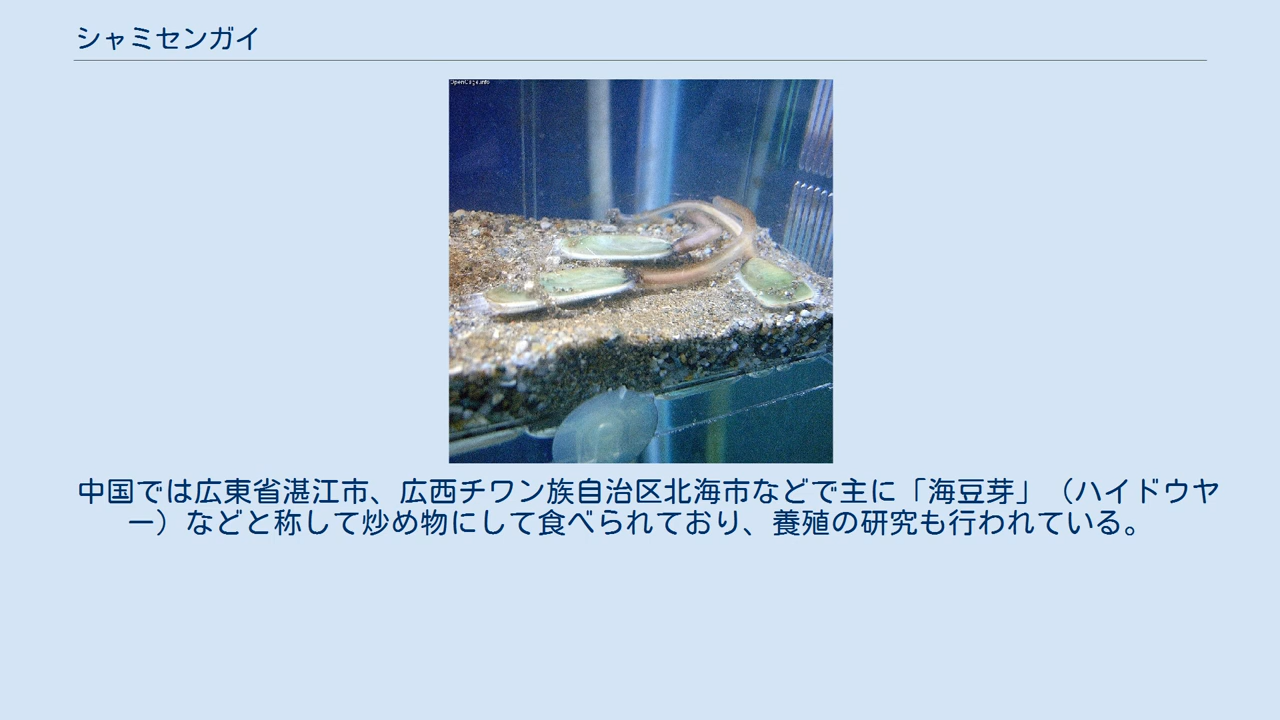 シャミセンガイ
OpenCage.info
中国では広東省湛江市、広西チワン族自治区北海市などで主に「海豆芽」（ハイドウヤ
ー）などと称して炒め物にして食べられており、養殖の研究も行われている。